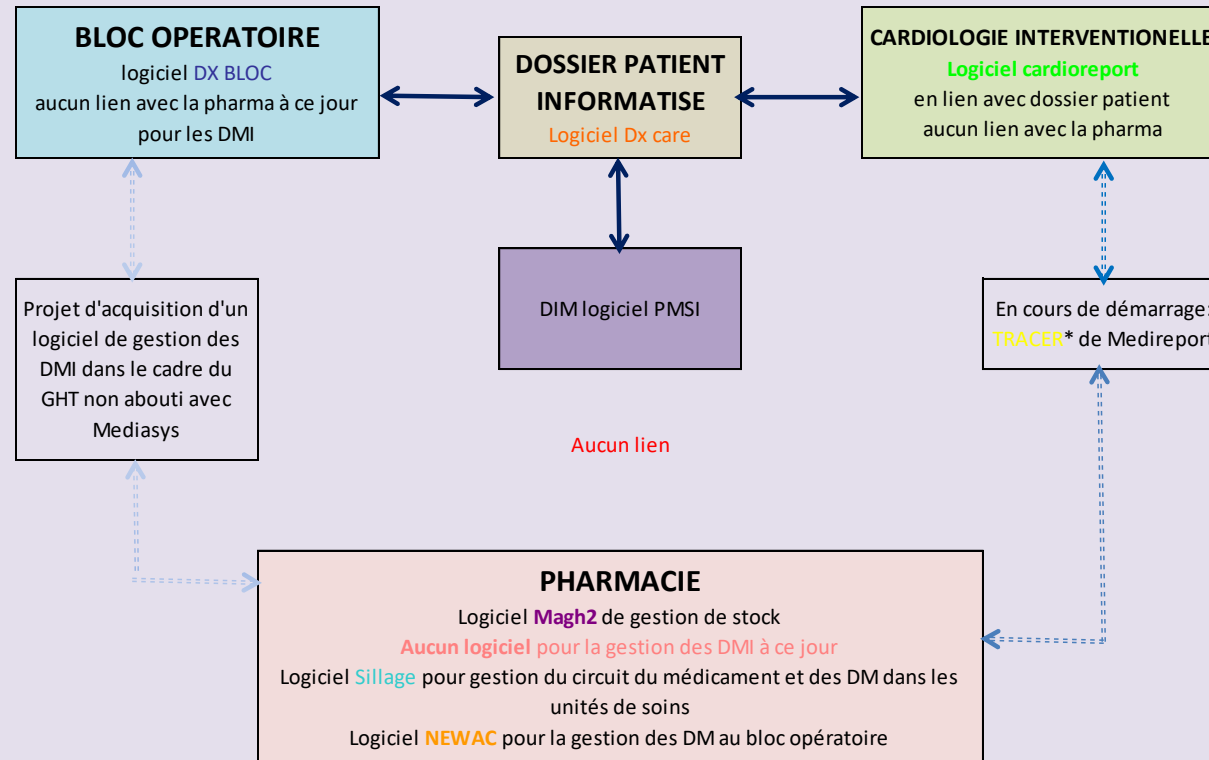 BLOC OPERATOIRE
logiciel DX BLOC
aucun lien avec la pharma à ce jour
pour les DMI
DOSSIER PATIENT
INFORMATISE
Logiciel Dx care
CARDIOLOGIE INTERVENTIONELLE
Logiciel cardioreport
en lien avec dossier patient
aucun lien avec la pharma
Projet d'acquisition d'un
logiciel de gestion des
DMI dans le cadre du
GHT non abouti avec
Mediasys
DIM logiciel PMSI
En cours de démarrage:
TRACER* de Medireport
Aucun lien
PHARMACIE
Logiciel Magh2 de gestion de stock
Aucun logiciel pour la gestion des DMI à ce jour
Logiciel Sillage pour gestion du circuit du médicament et des DM dans les
unités de soins
Logiciel NEWAC pour la gestion des DM au bloc opératoire